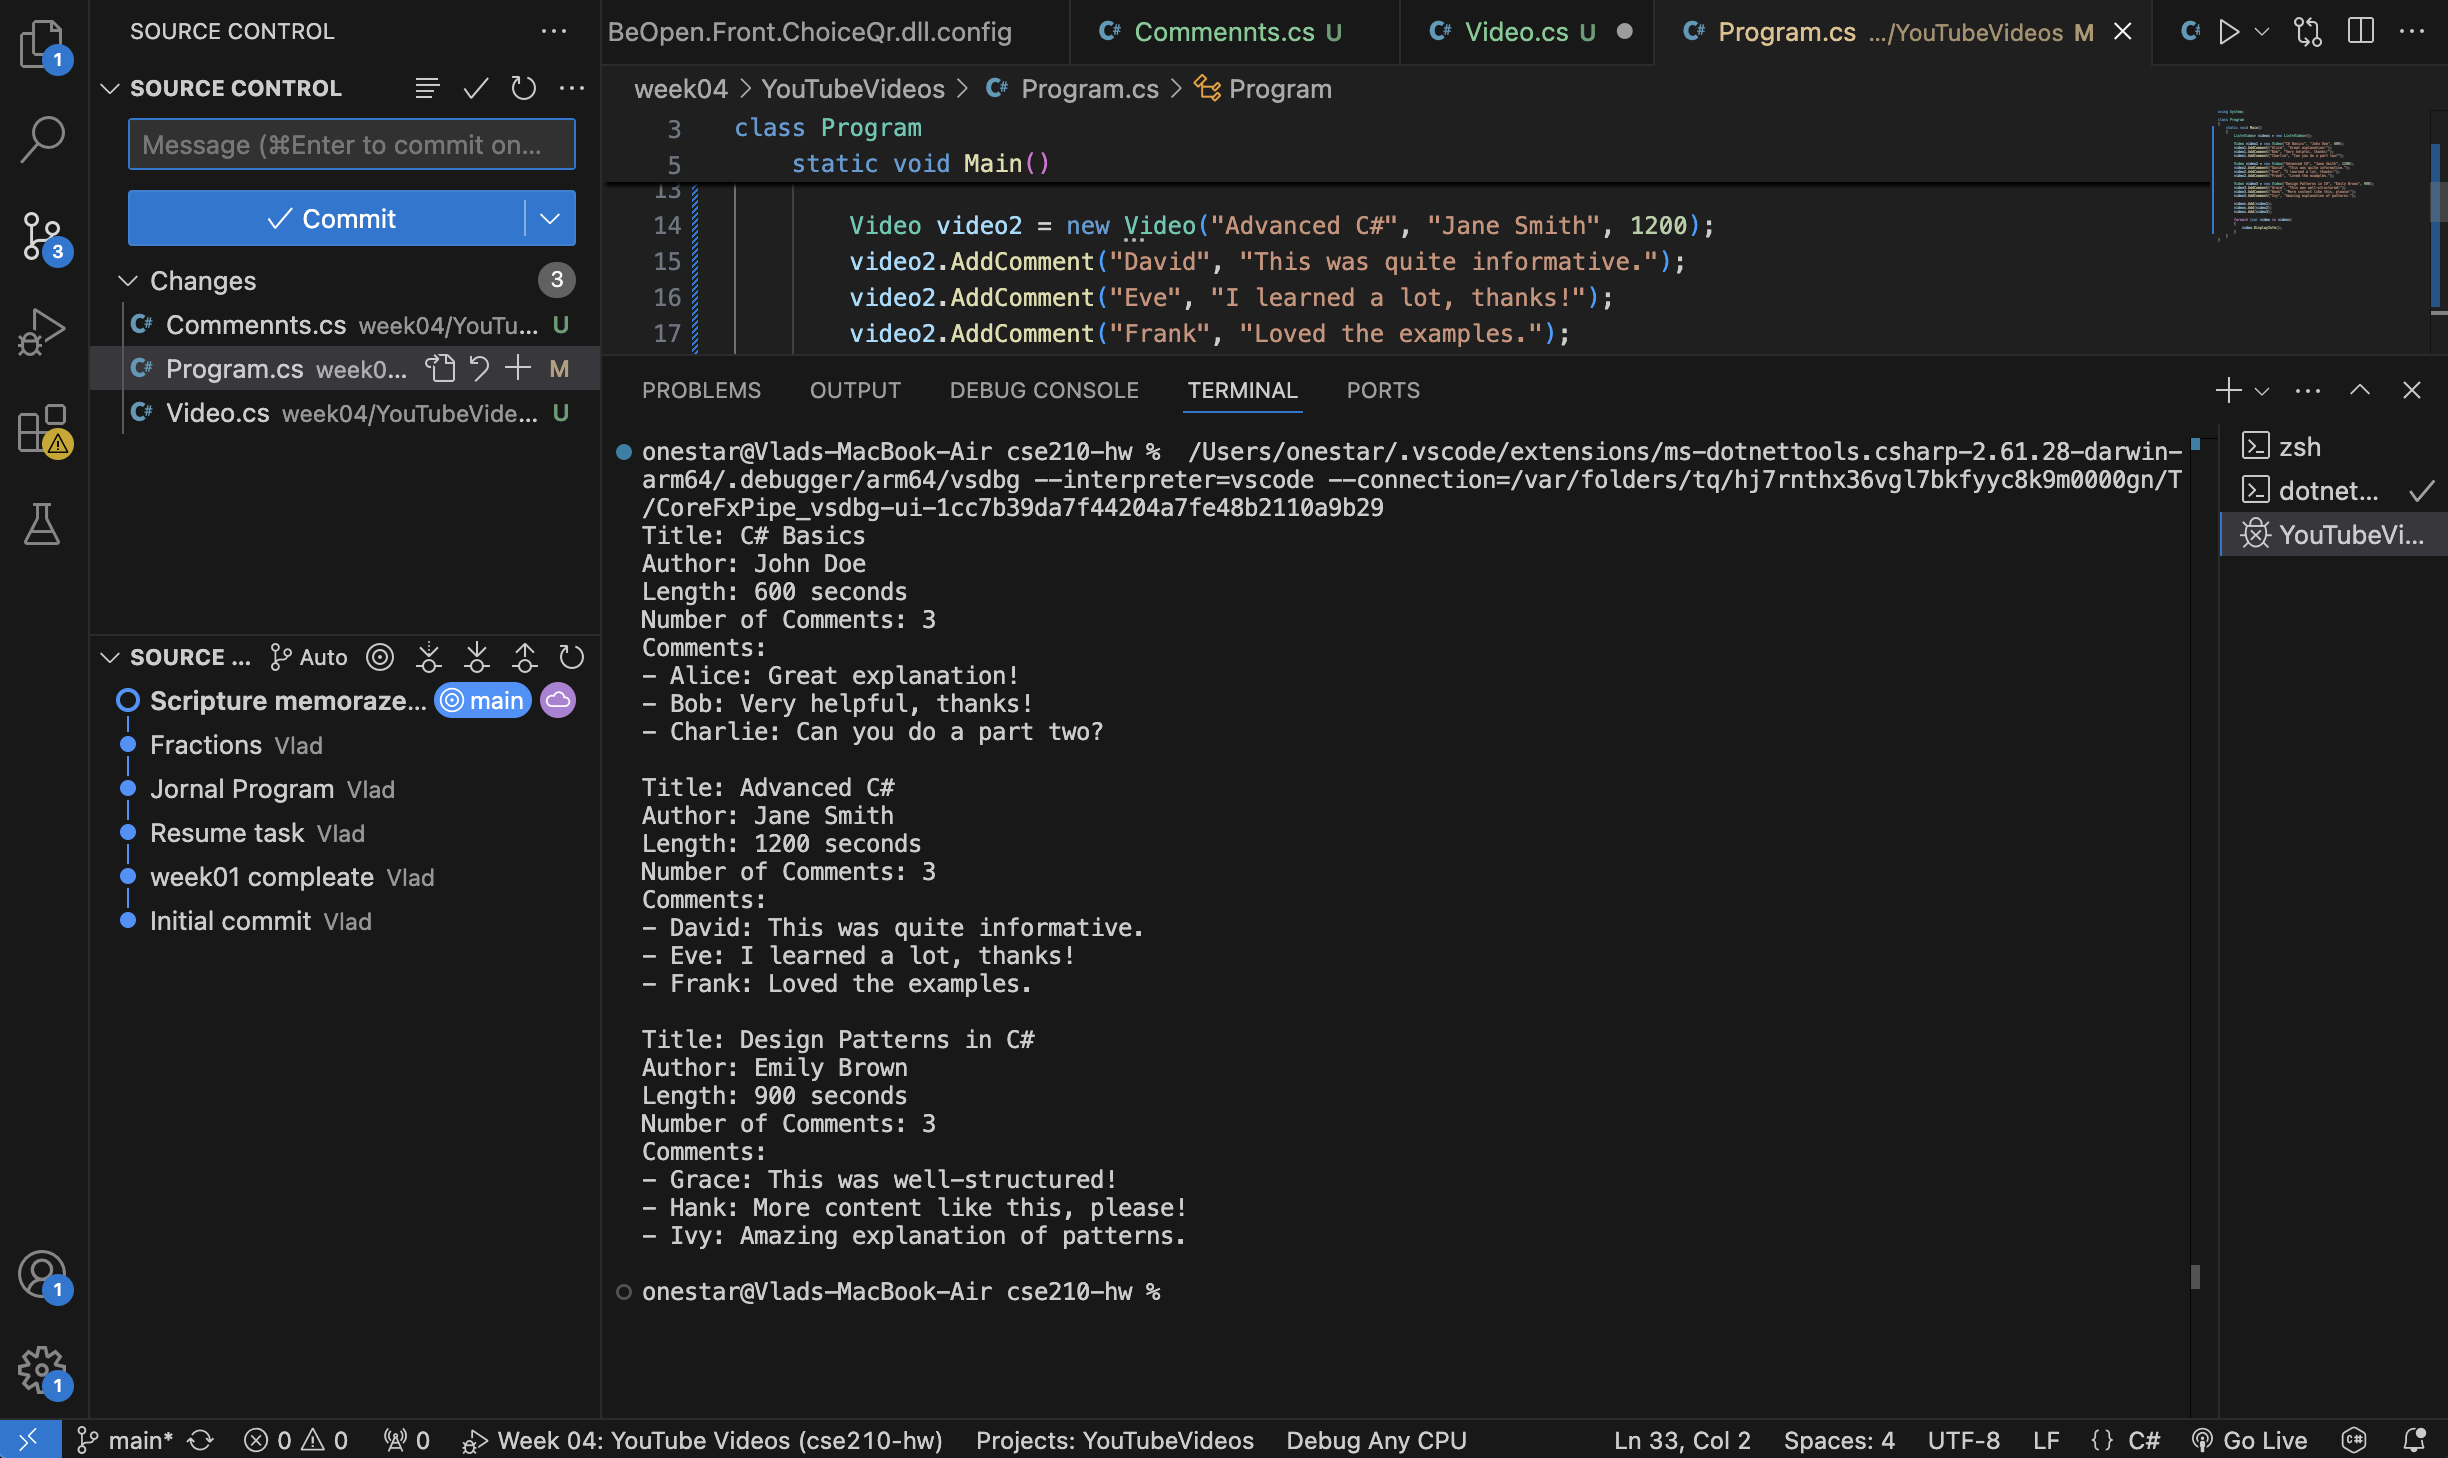 SOURCE CONTROL
SOURCE CONTROL
Message (⌘Enter to commit on...
Commit
Changes 3
Commennts.cs week04/YouTu... U
Program.cs week0... M
Video.cs week04/YouTubeVide... U
SOURCE ... Auto
Scripture memoraze... main
Fractions Vlad
Jornal Program Vlad
Resume task Vlad
week01 compleate Vlad
Initial commit Vlad
1
3
1
1
BeOpen.Front.ChoiceQr.dll.config
Commennts.cs U
Video.cs U
Program.cs .../YouTubeVideos M
week04 > YouTubeVideos > Program.cs > Program
3 class Program
5 static void Main()
13
14 Video video2 = new Video("Advanced C#", "Jane Smith", 1200);
15 video2.AddComment("David", "This was quite informative.");
16 video2.AddComment("Eve", "I learned a lot, thanks!");
17 video2.AddComment("Frank", "Loved the examples.");
PROBLEMS OUTPUT DEBUG CONSOLE TERMINAL PORTS
onestar@Vlads-MacBook-Air cse210-hw % /Users/onestar/.vscode/extensions/ms-dotnettools.csharp-2.61.28-darwin-
arm64/.debugger/arm64/vsdbg --interpreter=vscode --connection=/var/folders/tq/hj7rnthx36vgl7bkfyyc8k9m0000gn/T
/CoreFxPipe_vsdbg-ui-1cc7b39da7f44204a7fe48b2110a9b29
Title: C# Basics
Author: John Doe
Length: 600 seconds
Number of Comments: 3
Comments:
- Alice: Great explanation!
- Bob: Very helpful, thanks!
- Charlie: Can you do a part two?
Title: Advanced C#
Author: Jane Smith
Length: 1200 seconds
Number of Comments: 3
Comments:
- David: This was quite informative.
- Eve: I learned a lot, thanks!
- Frank: Loved the examples.
Title: Design Patterns in C#
Author: Emily Brown
Length: 900 seconds
Number of Comments: 3
Comments:
- Grace: This was well-structured!
- Hank: More content like this, please!
- Ivy: Amazing explanation of patterns.
onestar@Vlads-MacBook-Air cse210-hw %
zsh
dotnet...
YouTubeVi...
main* 0 0 0 Week 04: YouTube Videos (cse210-hw) Projects: YouTubeVideos Debug Any CPU Ln 33, Col 2 Spaces: 4 UTF-8 LF {} C# Go Live